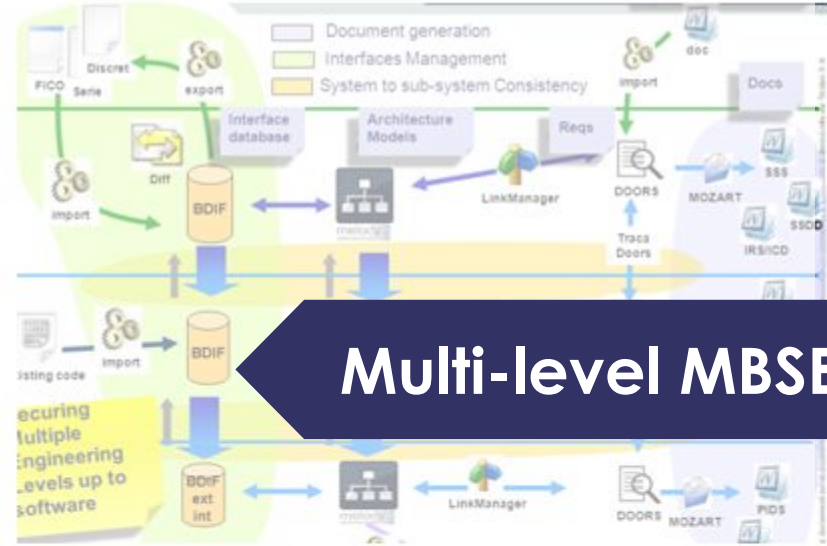 Document generation
Interfaces Management
System to sub-system Consistency
doc
FICO
Discret
Serie
export
import
Docs
Interface
database
Architecture
Models
Reqs
Diff
import
BDIF
LinkManager
DOORS
MOZART
SSS
SSDD
IRS/ICD
Traca
Doors
isting code
import
BDIF
Multi-level MBSE
ecuring
Multiple
Engineering
Levels up to
software
BDIF
ext
int
LinkManager
DOORS
MOZART
PIDS